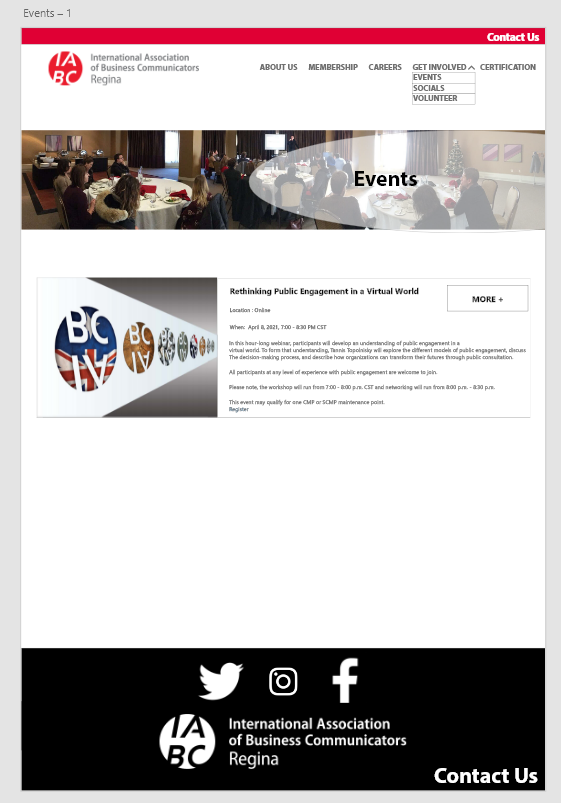 Events – 1
Contact Us
IABC
International Association
of Business Communicators
Regina
ABOUT US MEMBERSHIP CAREERS GET INVOLVED CERTIFICATION
EVENTS
SOCIALS
VOLUNTEER
Events
Rethinking Public Engagement in a Virtual World
MORE +
Location : Online
When: April 8, 2021, 7:00 - 8:30 PM CST
In this hour-long webinar, participants will develop an understanding of public engagement in a
virtual world. To form that understanding, Tannis Topolnisky will explore the different models of public engagement, discuss
The decision-making process, and describe how organizations can transform their futures through public consultation.
All participants at any level of experience with public engagement are welcome to join.
Please note, the workshop will run from 7:00 - 8:00 p.m. CST and networking will run from 8:00 p.m. - 8:30 p.m.
This event may qualify for one CMP or SCMP maintenance point.
Register
IABC
International Association
of Business Communicators
Regina
Contact Us